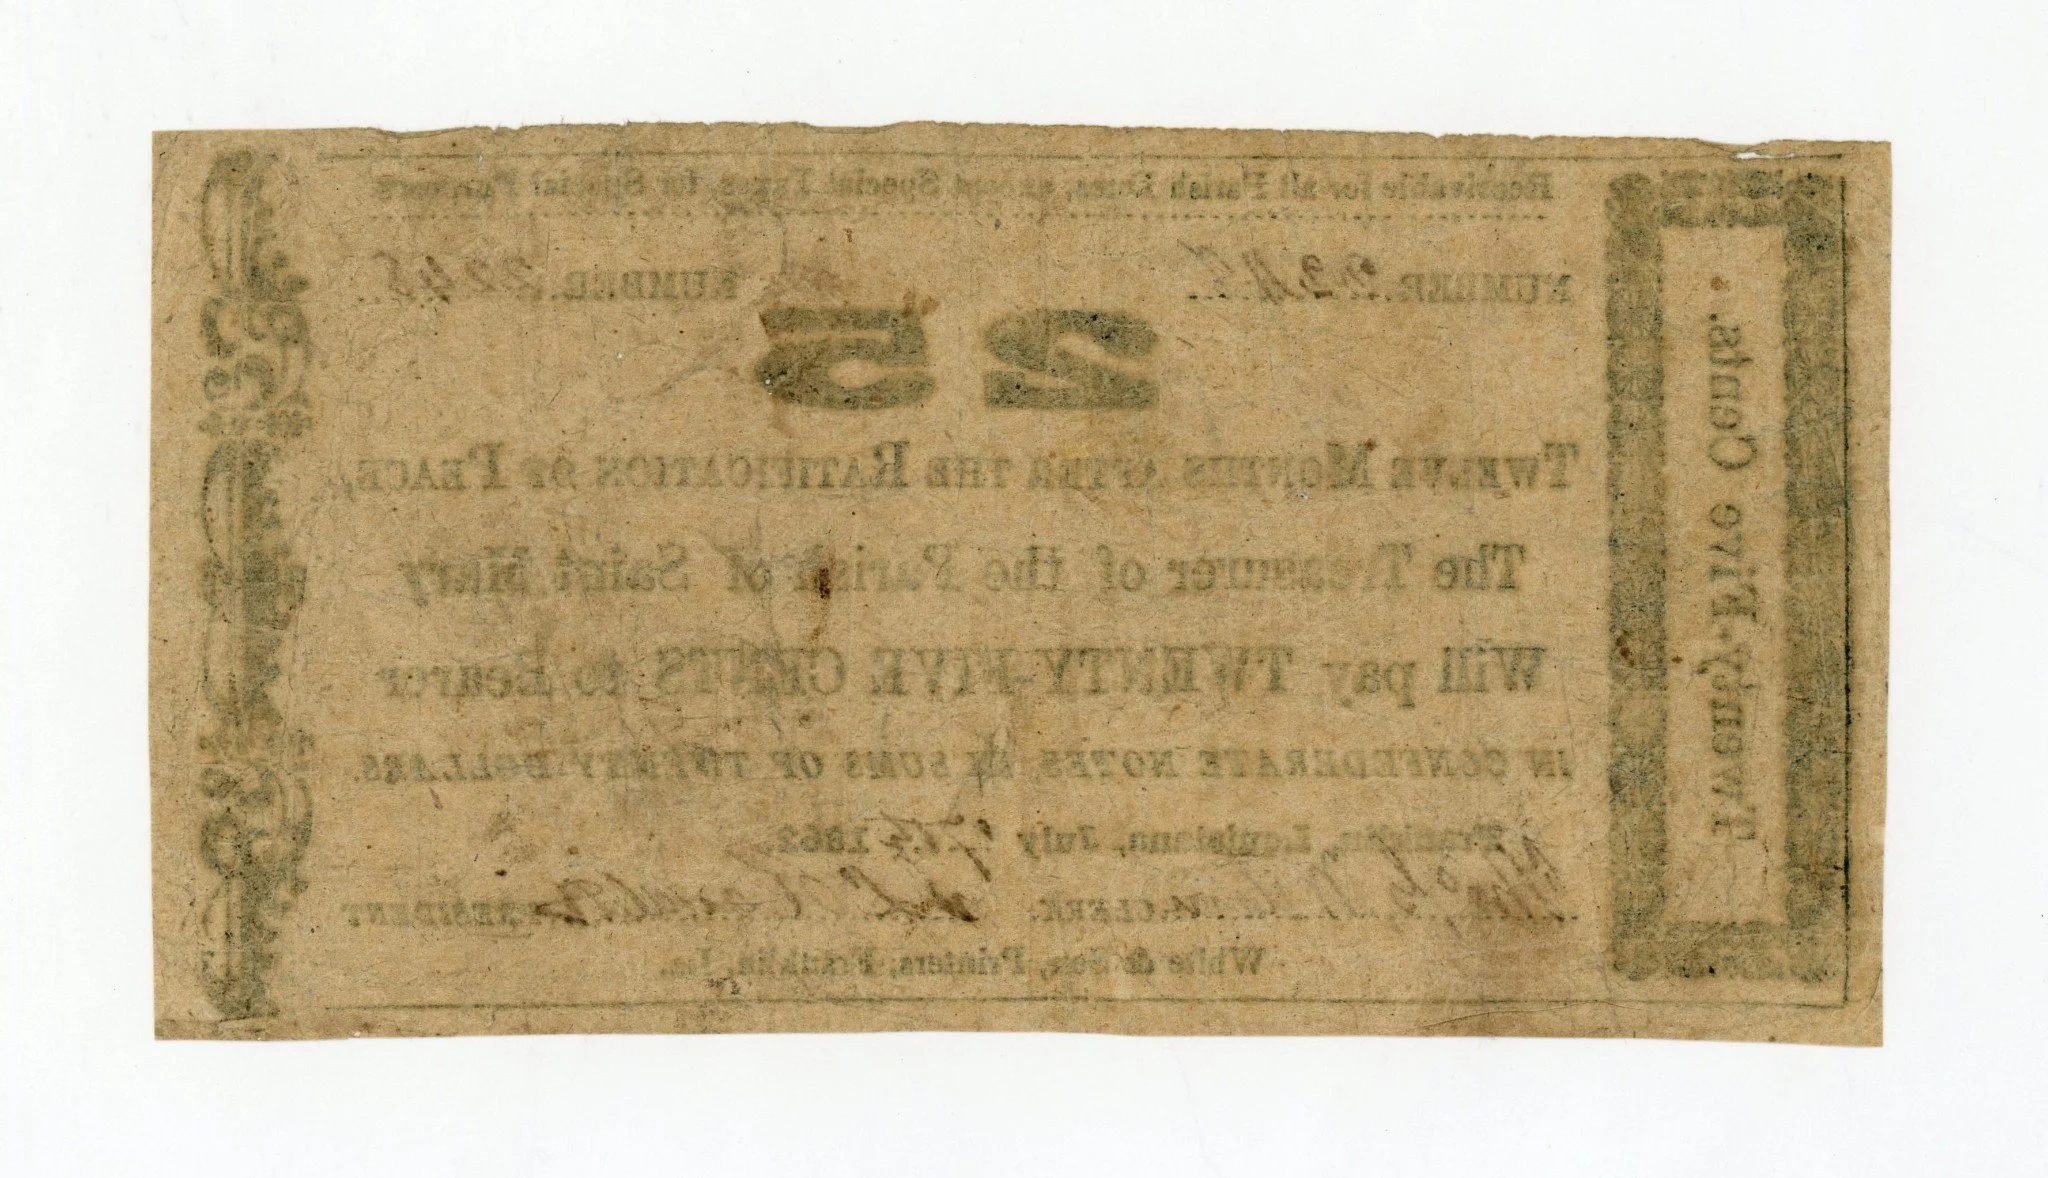 Receivable for all Parish Dues, except Special Taxes, for Special Purposes
NUMBER 2245 NUMBER 2245
25
TWELVE MONTHS AFTER THE RATIFICATION OF PEACE,
The Treasurer of the Parish of Saint Mary
Will pay TWENTY-FIVE CENTS to Bearer
IN CONFEDERATE NOTES, IN SUMS OF TWENTY DOLLARS.
Franklin, Louisiana, July 9th 1862.
CLERK. PRESIDENT
White & Son, Printers, Franklin, La.
Twenty-Five Cents.